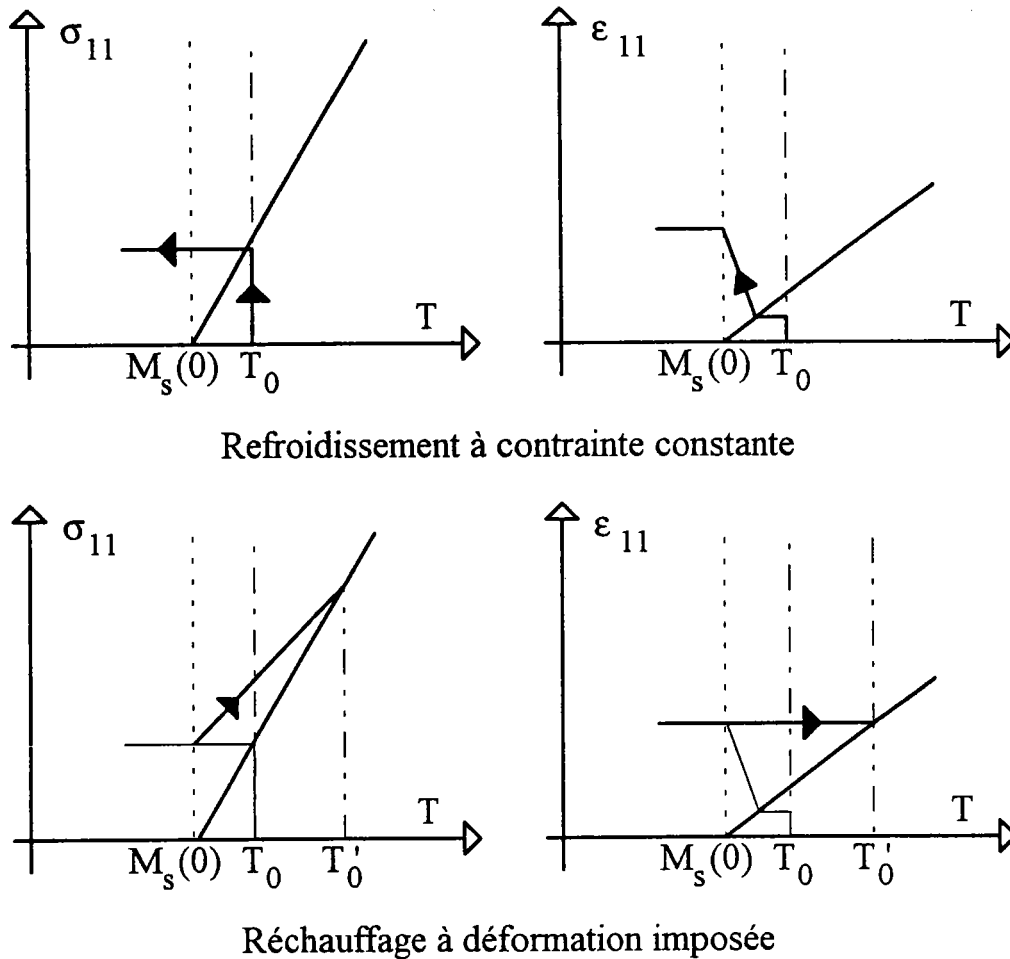 σ₁₁
ε₁₁
T
T
Mₛ(0) T₀
Mₛ(0) T₀
Refroidissement à contrainte constante
σ₁₁
ε₁₁
T
T
Mₛ(0) T₀ T₀'
Mₛ(0) T₀ T₀'
Réchauffage à déformation imposée